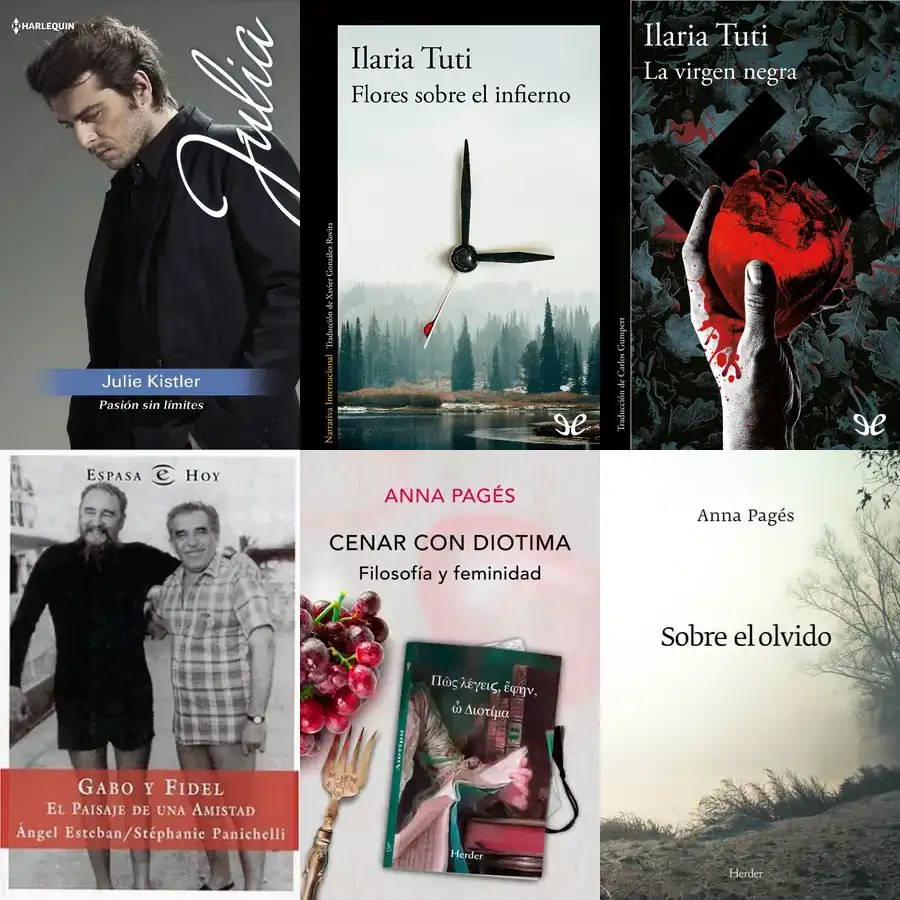 HARLEQUIN
Julia
Julie Kistler
Pasión sin límites
Ilaria Tuti
Flores sobre el infierno
Narrativa Internacional Traducción de Xavier González Rovira
Ilaria Tuti
La virgen negra
Traducción de Carlos Gumpert
ESPASA e HOY
GABO Y FIDEL
EL PAISAJE DE UNA AMISTAD
Ángel Esteban/Stéphanie Panichelli
ANNA PAGÉS
CENAR CON DIOTIMA
Filosofía y feminidad
Πῶς λέγεις, ἔφην,
ὦ Διοτίμα
Διοτίμα
Herder
Anna Pagés
Sobre el olvido
Herder